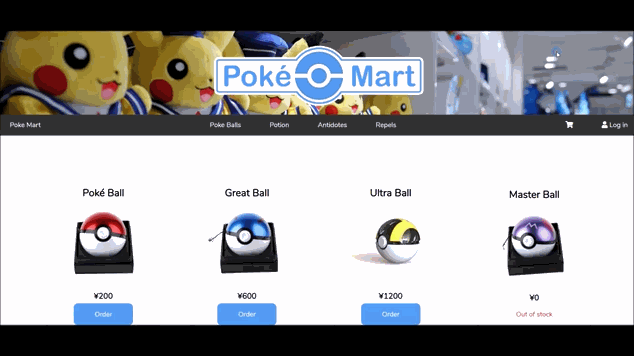 Poké Mart
Poke Mart
Poke Balls
Potion
Antidotes
Repels
Log in
Poké Ball
Great Ball
Ultra Ball
Master Ball
¥200
¥600
¥1200
¥0
Order
Order
Order
Out of stock